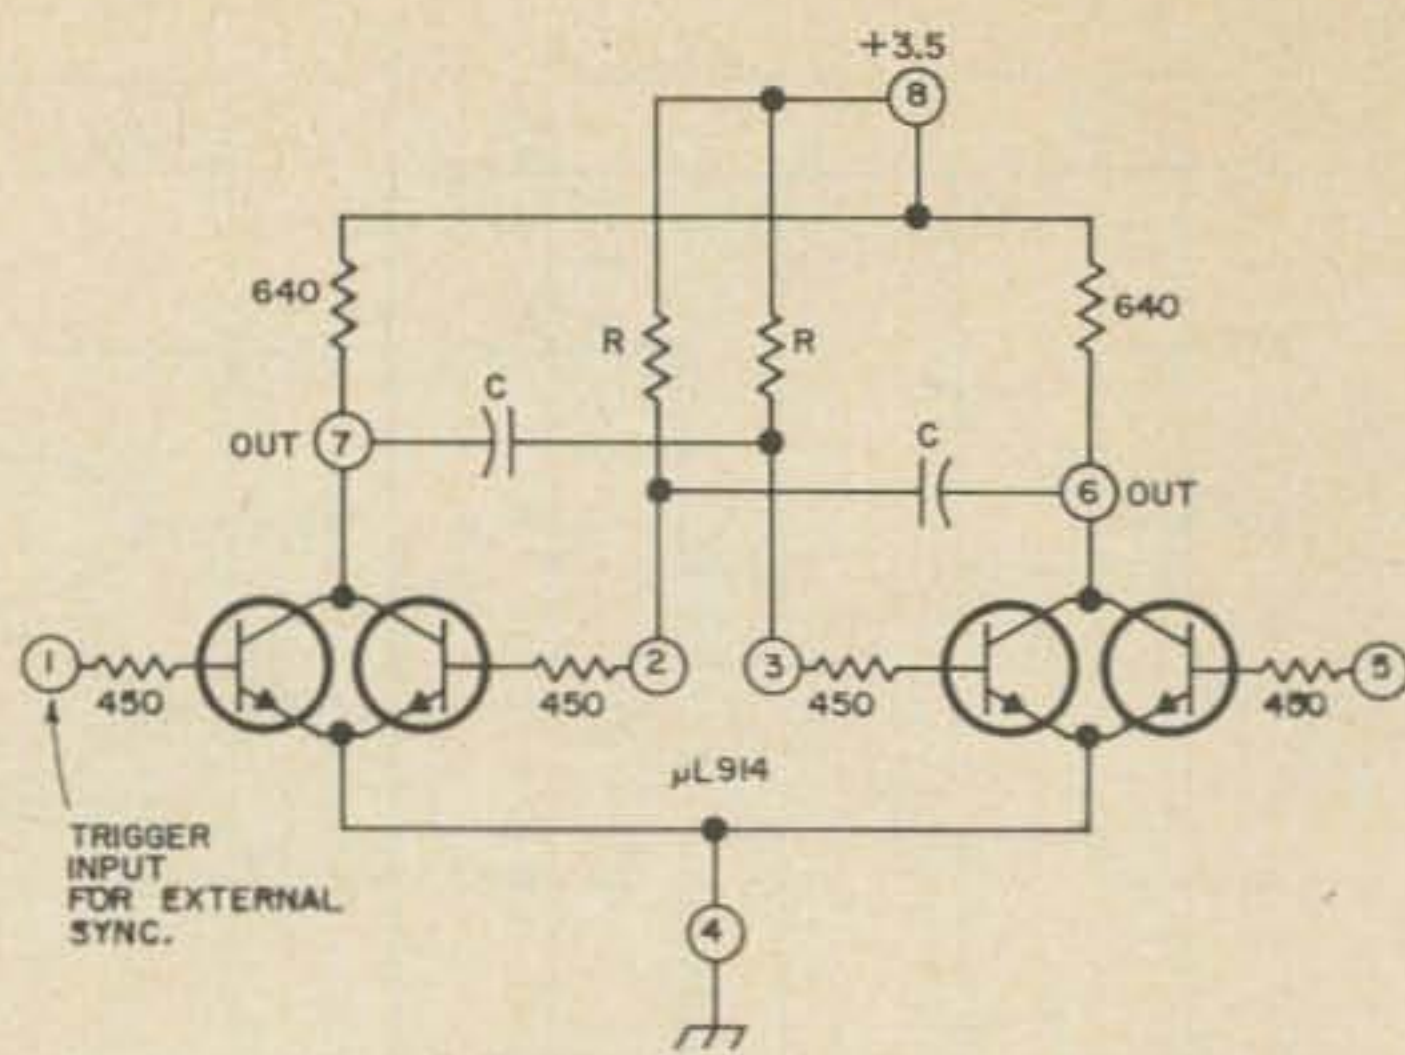 +3.5
8
640
R
R
640
C
OUT 7
C
6 OUT
1
450
450
2
3
450
450
5
µL914
TRIGGER
INPUT
FOR EXTERNAL
SYNC.
4